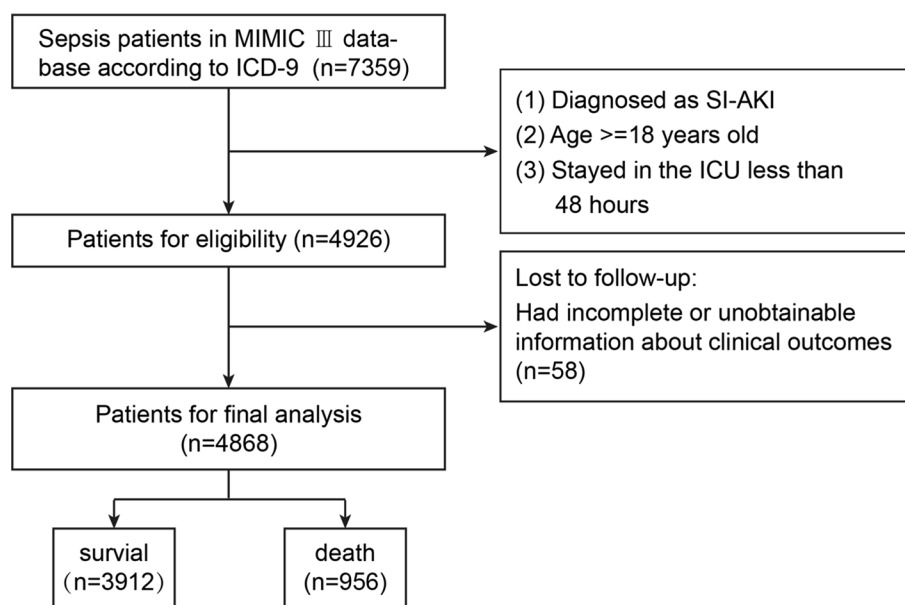 Sepsis patients in MIMIC Ⅲ data-
base according to ICD-9 (n=7359)
(1) Diagnosed as SI-AKI
(2) Age >=18 years old
(3) Stayed in the ICU less than
48 hours
Patients for eligibility (n=4926)
Lost to follow-up:
Had incomplete or unobtainable
information about clinical outcomes
(n=58)
Patients for final analysis
(n=4868)
survial
（n=3912）
death
(n=956)